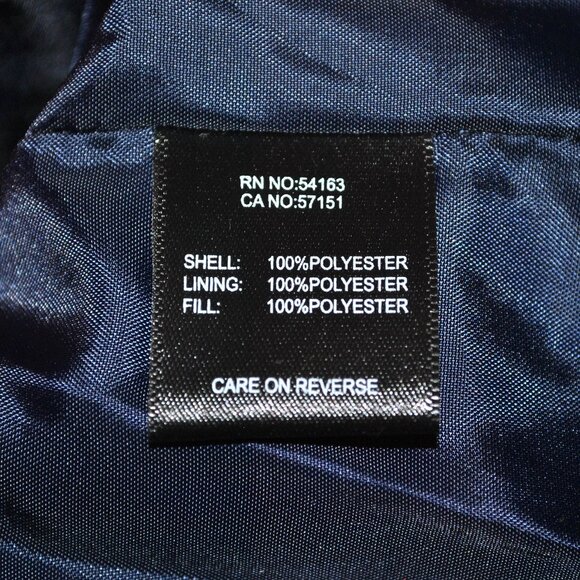 RN NO:54163
CA NO:57151
SHELL: 100%POLYESTER
LINING: 100%POLYESTER
FILL: 100%POLYESTER
CARE ON REVERSE